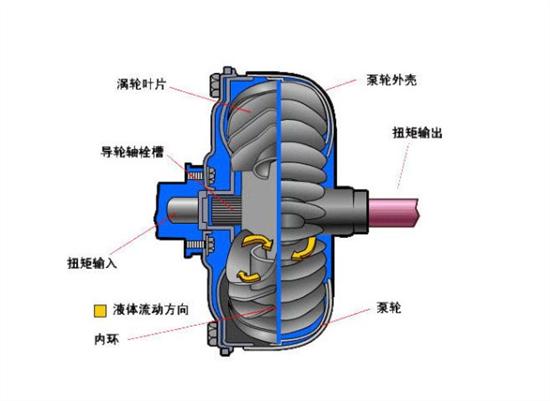 涡轮叶片
泵轮外壳
扭矩输出
导轮轴栓槽
扭矩输入
液体流动方向
泵轮
内环